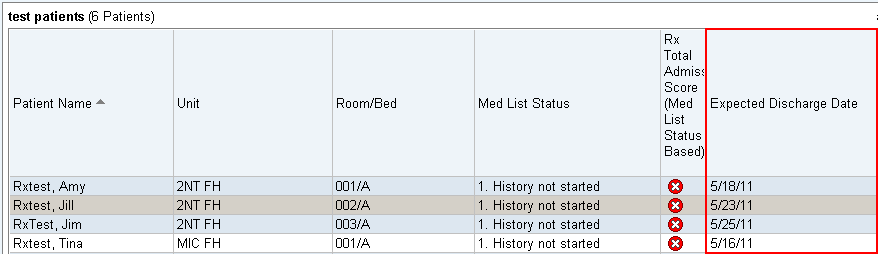 test patients (6 Patients)
Rx
Total
Admiss
Score
(Med
List
Status
Based)
Patient Name Unit Room/Bed Med List Status Expected Discharge Date
Rxtest, Amy 2NT FH 001/A 1. History not started 5/18/11
Rxtest, Jill 2NT FH 002/A 1. History not started 5/23/11
RxTest, Jim 2NT FH 003/A 1. History not started 5/25/11
Rxtest, Tina MIC FH 001/A 1. History not started 5/16/11